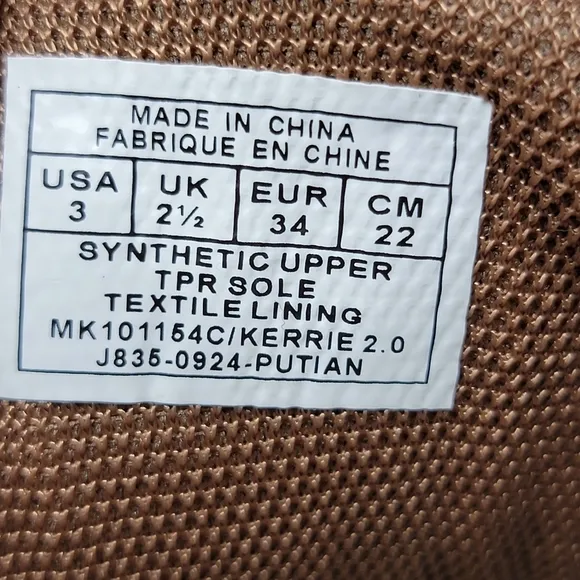 MADE IN CHINA
FABRIQUE EN CHINE
USA UK EUR CM
3 2½ 34 22
SYNTHETIC UPPER
TPR SOLE
TEXTILE LINING
MK101154C/KERRIE 2.0
J835-0924-PUTIAN